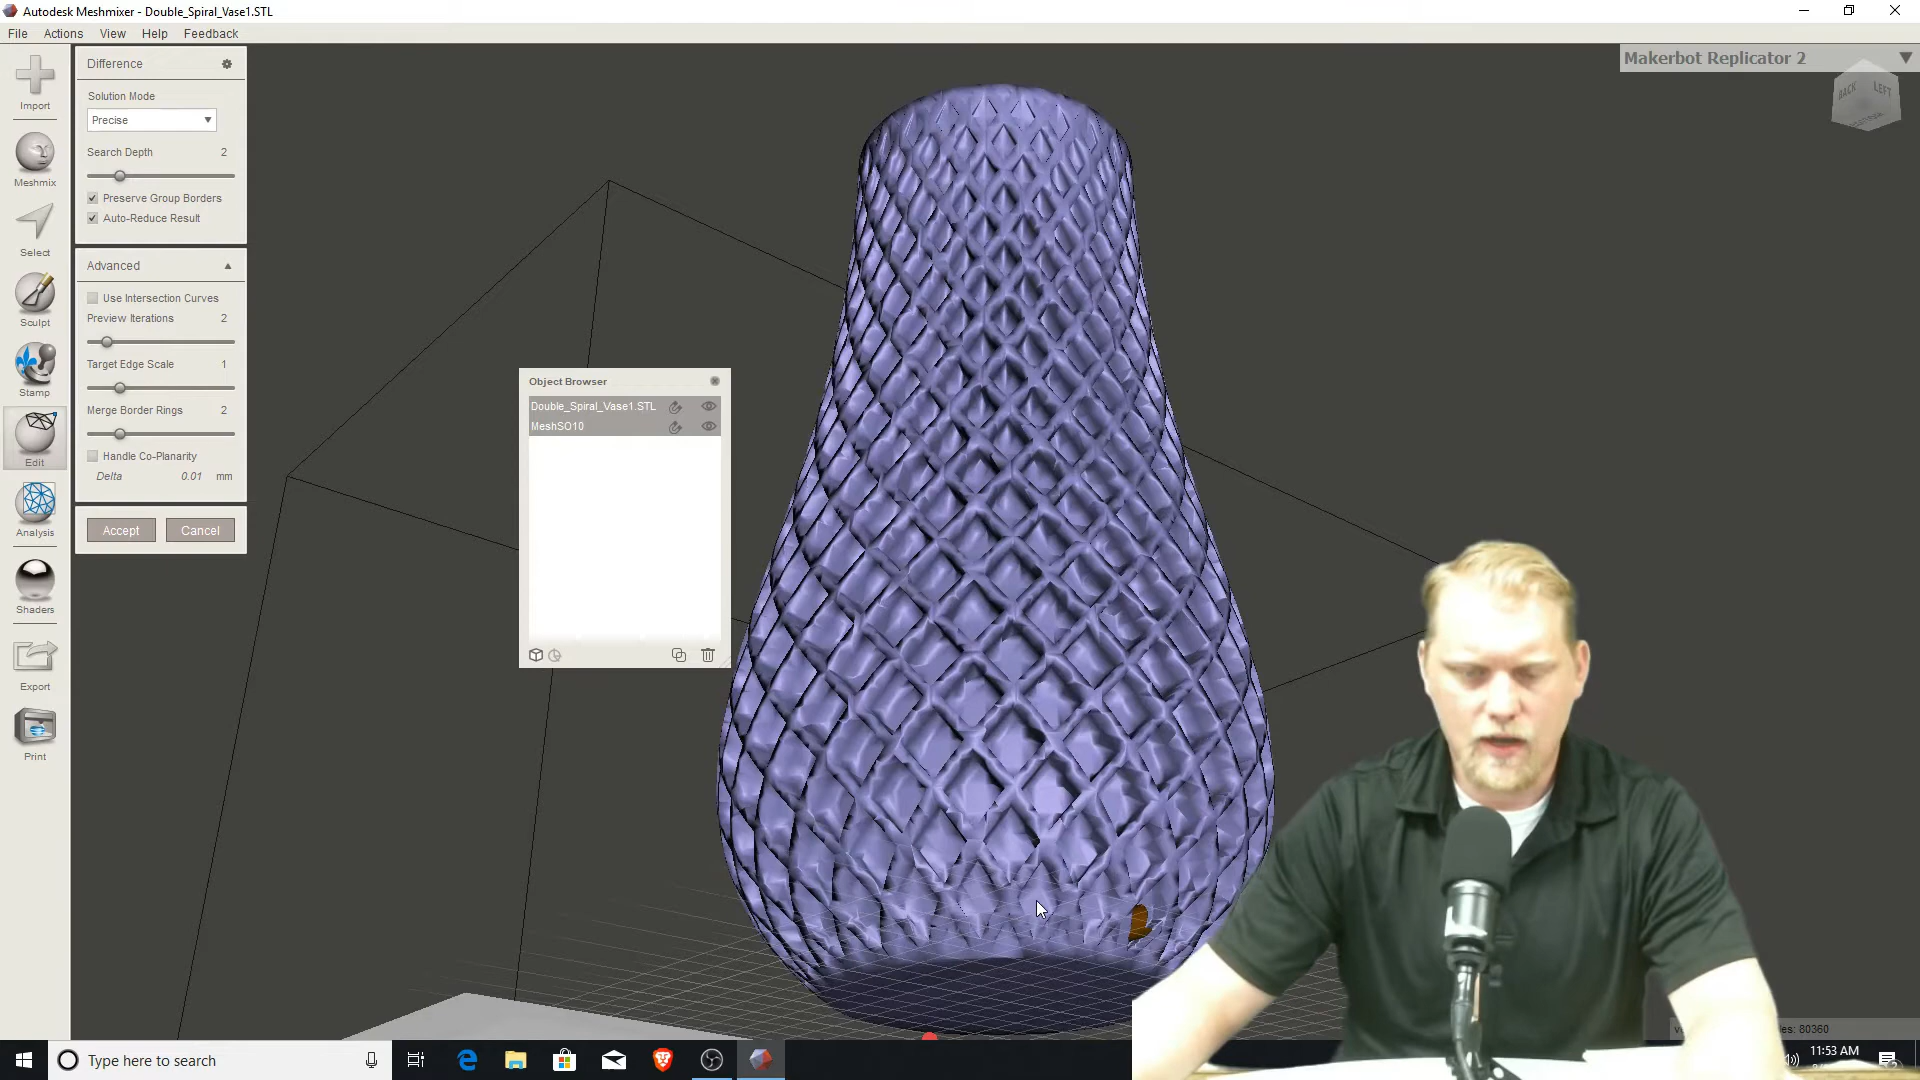 Autodesk Meshmixer - Double_Spiral_Vase1.STL
File Actions View Help Feedback
Import
Meshmix
Select
Sculpt
Stamp
Edit
Analysis
Shaders
Export
Print
Difference
Solution Mode
Precise
Search Depth 2
Preserve Group Borders
Auto-Reduce Result
Advanced
Use Intersection Curves
Preview Iterations 2
Target Edge Scale 1
Merge Border Rings 2
Handle Co-Planarity
Delta 0.01 mm
Accept Cancel
Object Browser
Double_Spiral_Vase1.STL
MeshSO10
Makerbot Replicator 2
BACK LEFT
80360
Type here to search
11:53 AM